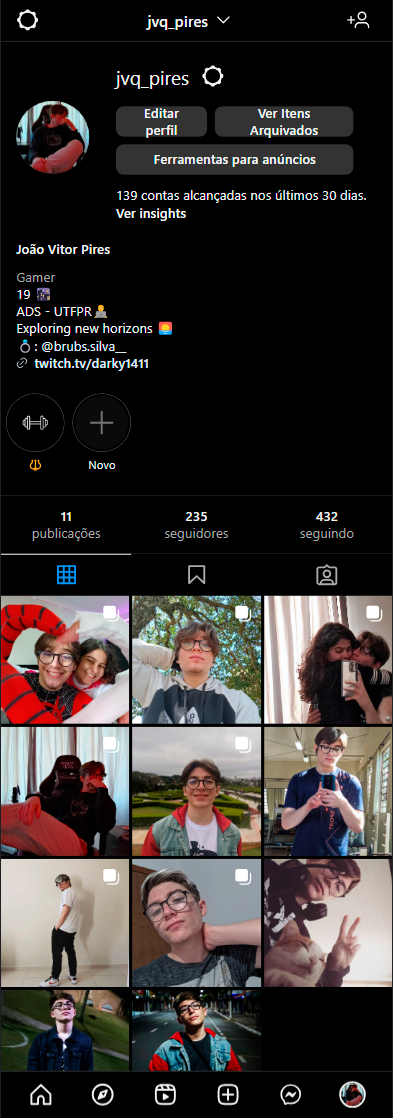 jvq_pires
jvq_pires
Editar
perfil
Ver Itens
Arquivados
Ferramentas para anúncios
139 contas alcançadas nos últimos 30 dias.
Ver insights
João Vitor Pires
Gamer
19 🎆
ADS - UTFPR👨‍💻
Exploring new horizons 🌅
💍: @brubs.silva__
twitch.tv/darky1411
🔱
Novo
11
publicações
235
seguidores
432
seguindo